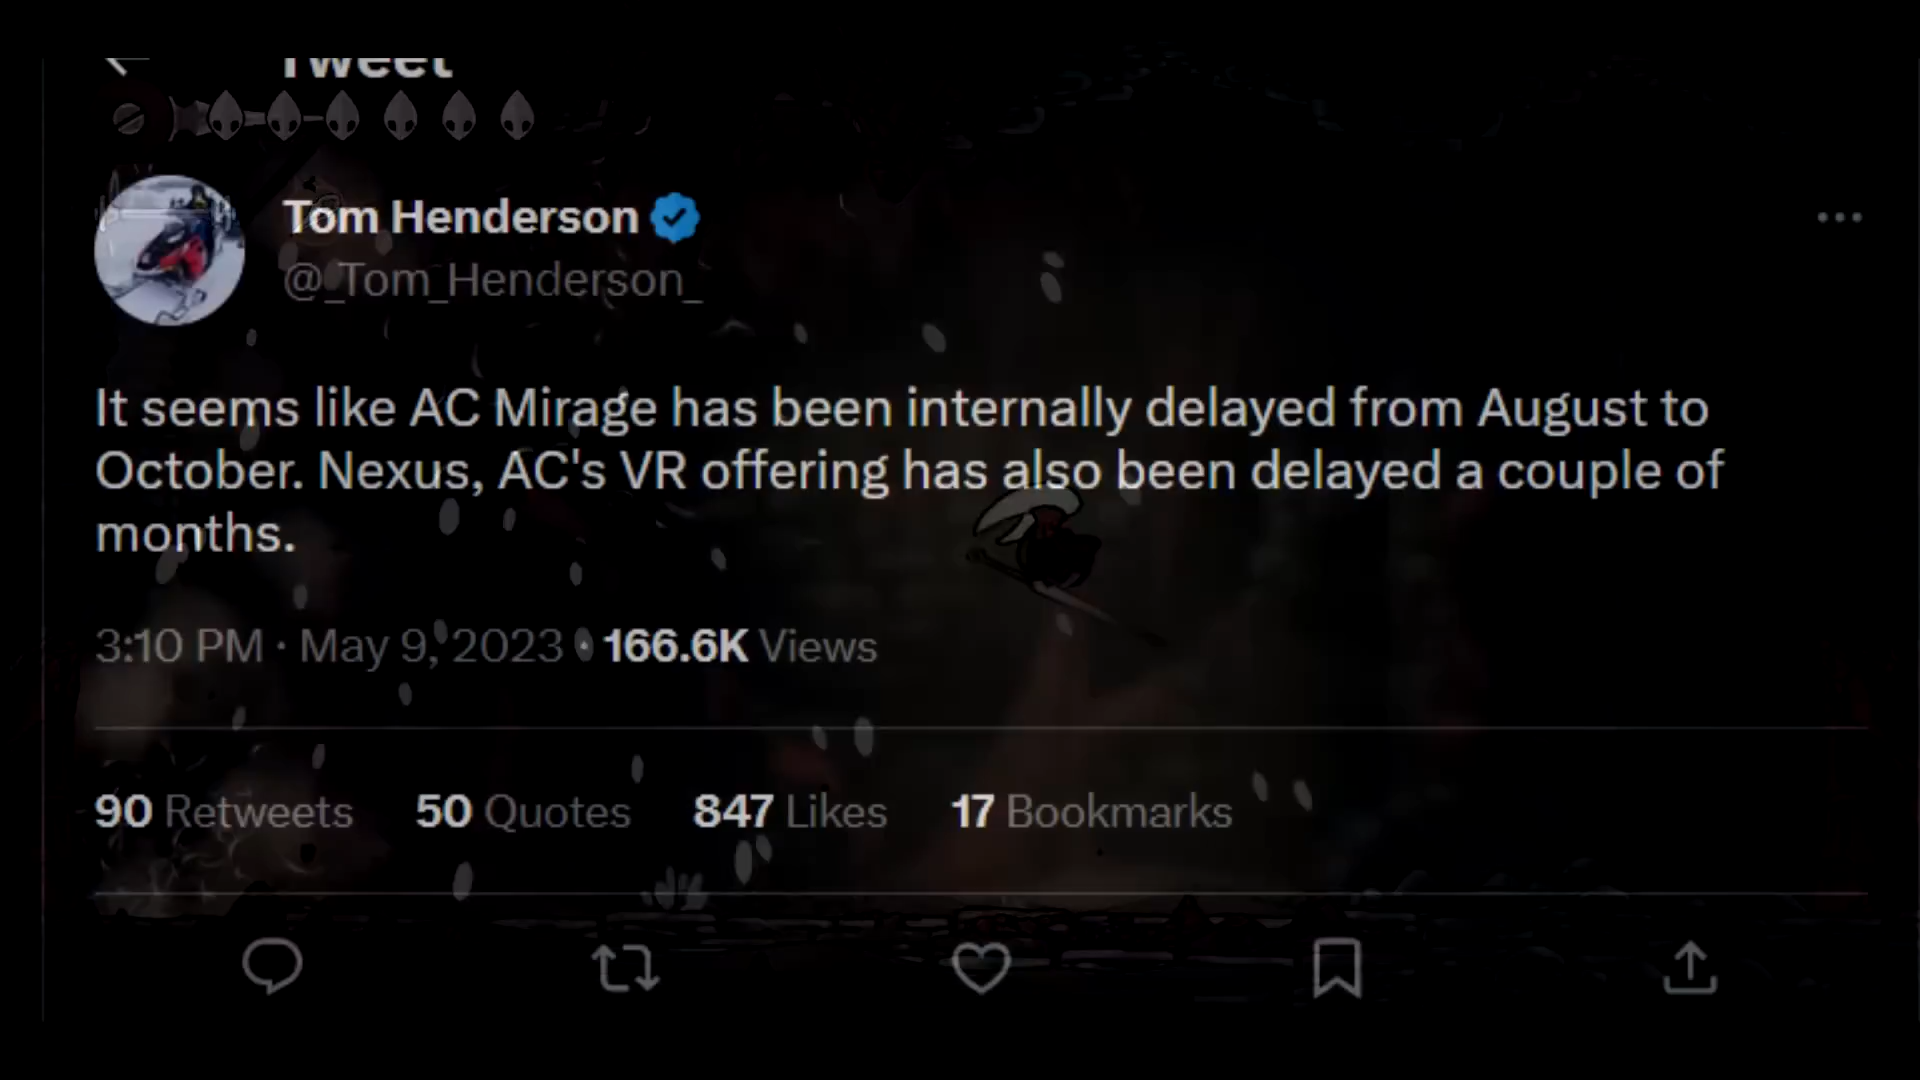 Tweet
Tom Henderson
@_Tom_Henderson_
It seems like AC Mirage has been internally delayed from August to
October. Nexus, AC's VR offering has also been delayed a couple of
months.
3:10 PM · May 9, 2023 · 166.6K Views
90 Retweets 50 Quotes 847 Likes 17 Bookmarks